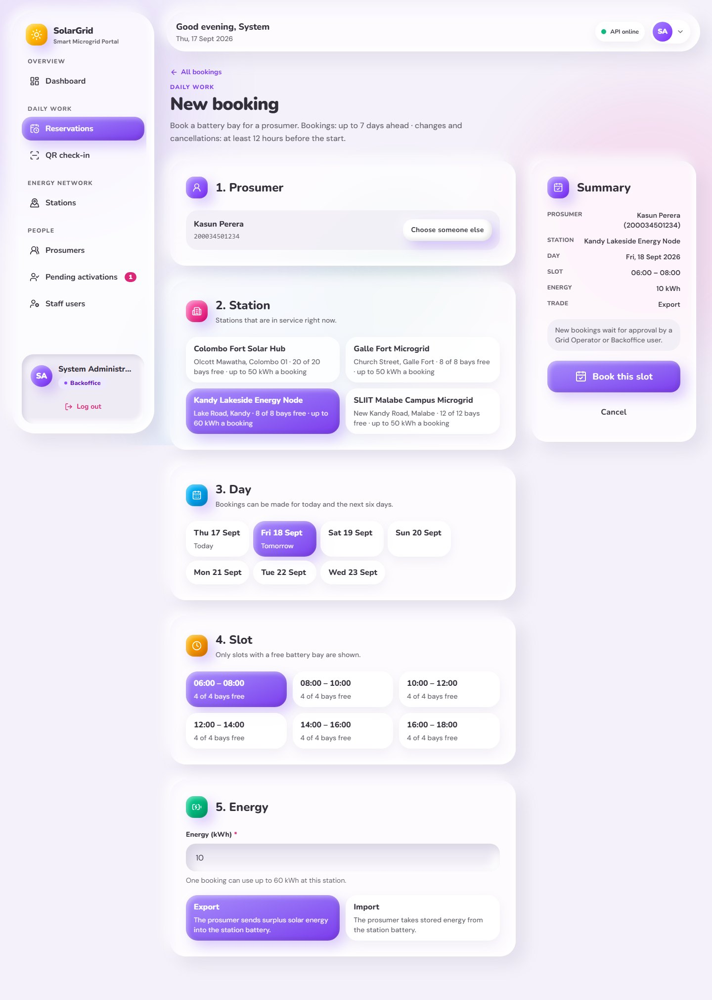 SolarGrid
Smart Microgrid Portal
OVERVIEW
Dashboard
DAILY WORK
Reservations
QR check-in
ENERGY NETWORK
Stations
PEOPLE
Prosumers
Pending activations 1
Staff users
SA
System Administr...
Backoffice
Log out
Good evening, System
Thu, 17 Sept 2026
API online
SA
All bookings
DAILY WORK
New booking
Book a battery bay for a prosumer. Bookings: up to 7 days ahead · changes and
cancellations: at least 12 hours before the start.
1. Prosumer
Kasun Perera
200034501234
Choose someone else
2. Station
Stations that are in service right now.
Colombo Fort Solar Hub
Olcott Mawatha, Colombo 01 · 20 of 20
bays free · up to 50 kWh a booking
Galle Fort Microgrid
Church Street, Galle Fort · 8 of 8 bays free
· up to 50 kWh a booking
Kandy Lakeside Energy Node
Lake Road, Kandy · 8 of 8 bays free · up to
60 kWh a booking
SLIIT Malabe Campus Microgrid
New Kandy Road, Malabe · 12 of 12 bays
free · up to 50 kWh a booking
3. Day
Bookings can be made for today and the next six days.
Thu 17 Sept
Today
Fri 18 Sept
Tomorrow
Sat 19 Sept
Sun 20 Sept
Mon 21 Sept
Tue 22 Sept
Wed 23 Sept
4. Slot
Only slots with a free battery bay are shown.
06:00 – 08:00
4 of 4 bays free
08:00 – 10:00
4 of 4 bays free
10:00 – 12:00
4 of 4 bays free
12:00 – 14:00
4 of 4 bays free
14:00 – 16:00
4 of 4 bays free
16:00 – 18:00
4 of 4 bays free
5. Energy
Energy (kWh) *
10
One booking can use up to 60 kWh at this station.
Export
The prosumer sends surplus solar energy
into the station battery.
Import
The prosumer takes stored energy from
the station battery.
Summary
PROSUMER Kasun Perera
(200034501234)
STATION Kandy Lakeside Energy Node
DAY Fri, 18 Sept 2026
SLOT 06:00 – 08:00
ENERGY 10 kWh
TRADE Export
New bookings wait for approval by a
Grid Operator or Backoffice user.
Book this slot
Cancel